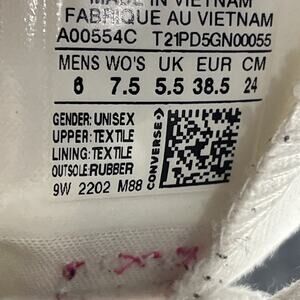 MADE IN VIETNAM
FABRIQUE AU VIETNAM
A00554C T21PD5GN00055
MENS WO'S UK EUR CM
6 7.5 5.5 38.5 24
GENDER: UNISEX
UPPER: TEXTILE
LINING: TEXTILE
OUTSOLE: RUBBER
9W 2202 M88
CONVERSE